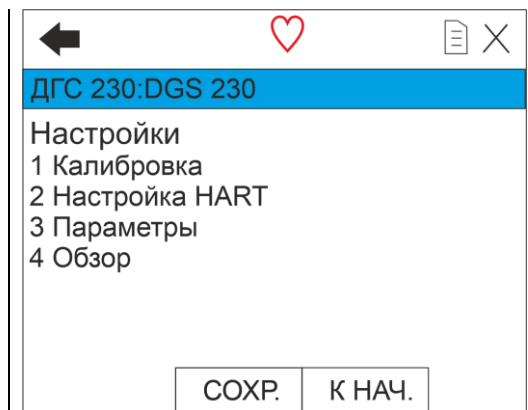 ДГС 230:DGS 230
Настройки
1 Калибровка
2 Настройка HART
3 Параметры
4 Обзор
СОХР. К НАЧ.